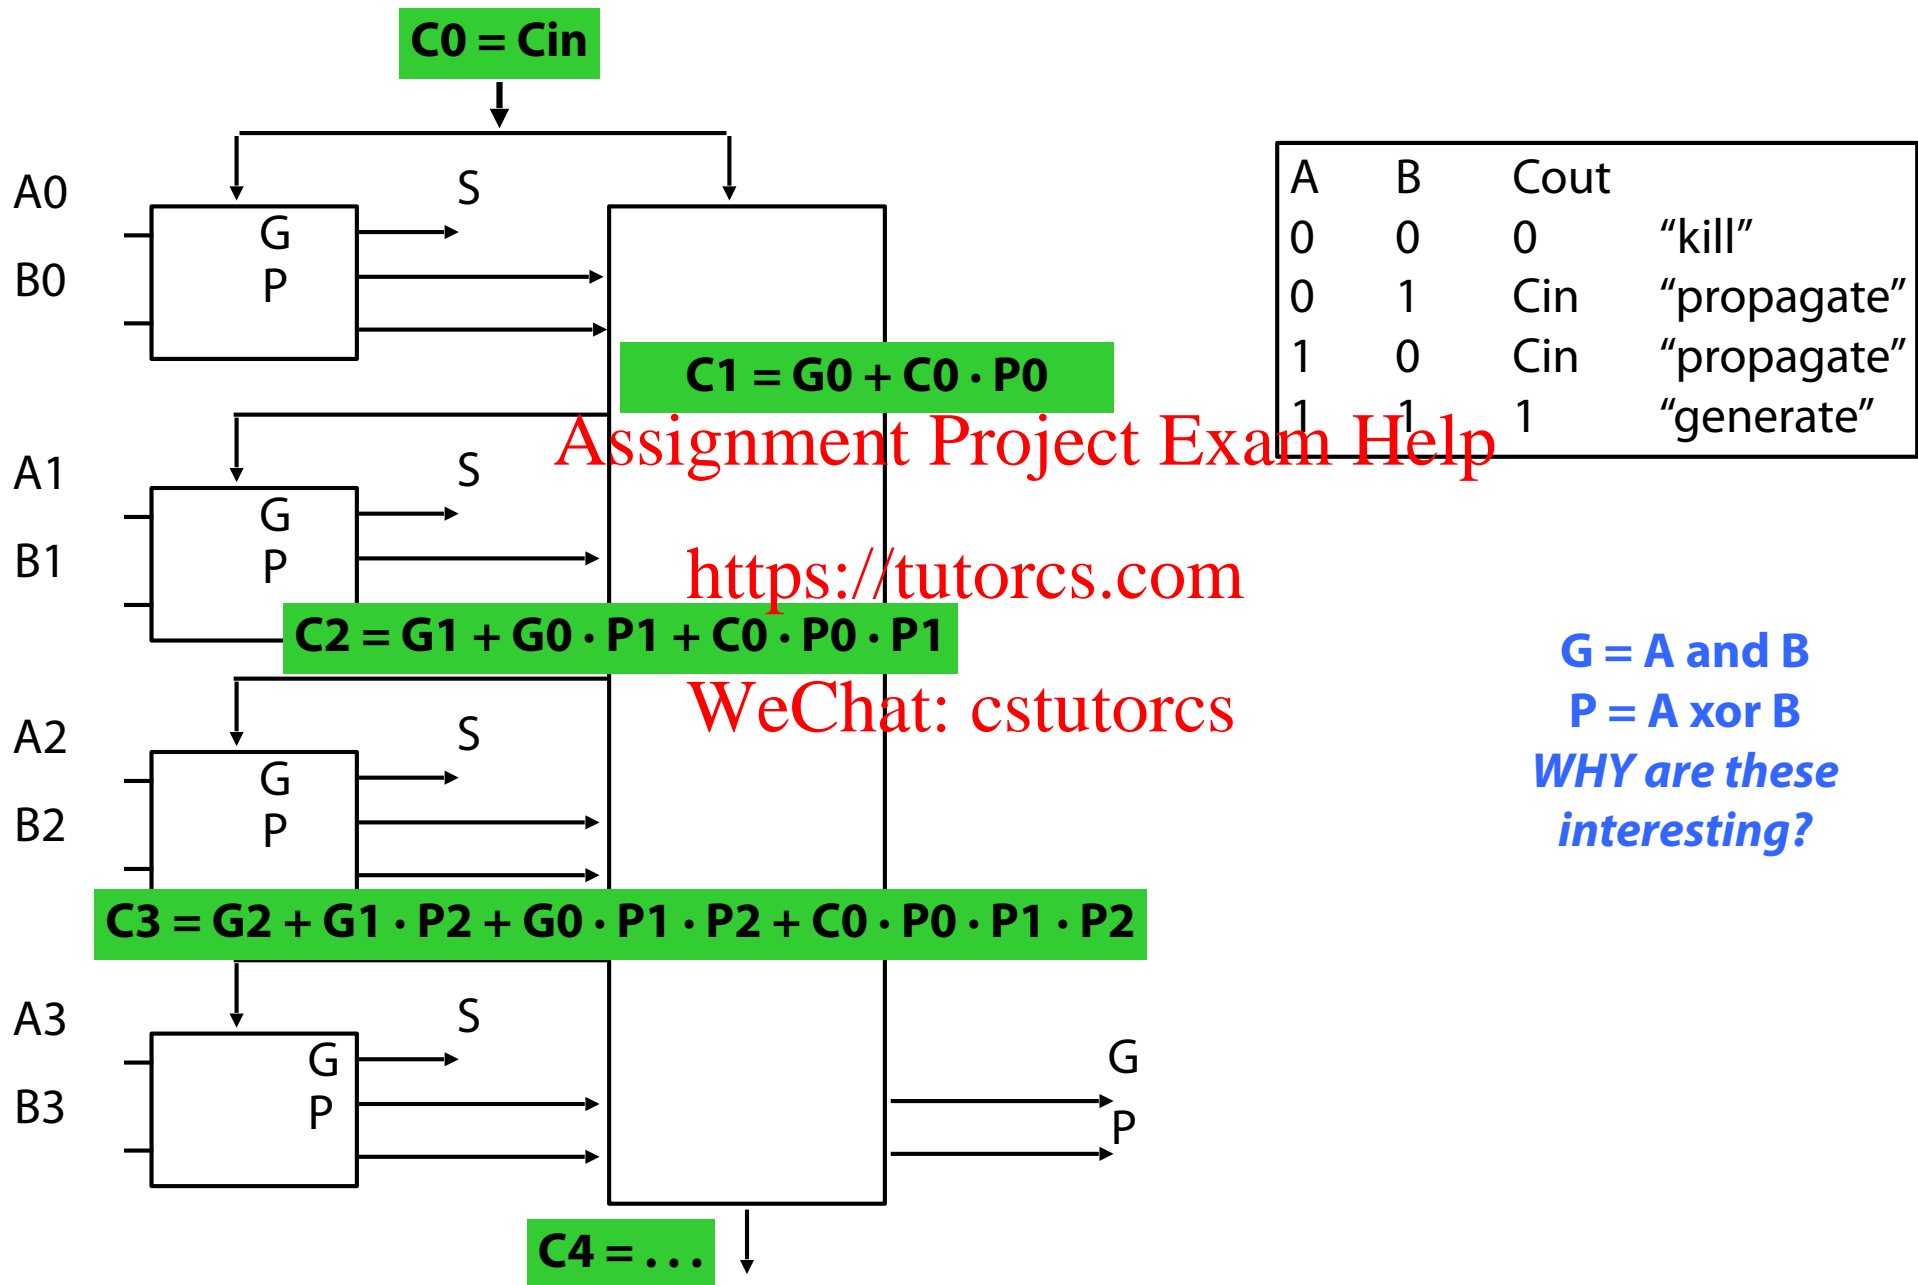 C0 = Cin
A0
S
G
B0
P
C1 = G0 + C0 · P0
A B Cout
0 0 0 “kill”
0 1 Cin “propagate”
1 0 Cin “propagate”
1 1 1 “generate”
Assignment Project Exam Help
A1
S
G
B1
P
https://tutorcs.com
C2 = G1 + G0 · P1 + C0 · P0 · P1
WeChat: cstutorcs
G = A and B
P = A xor B
WHY are these
interesting?
A2
S
G
B2
P
C3 = G2 + G1 · P2 + G0 · P1 · P2 + C0 · P0 · P1 · P2
A3
S
G
B3
P
G
P
C4 = . . .